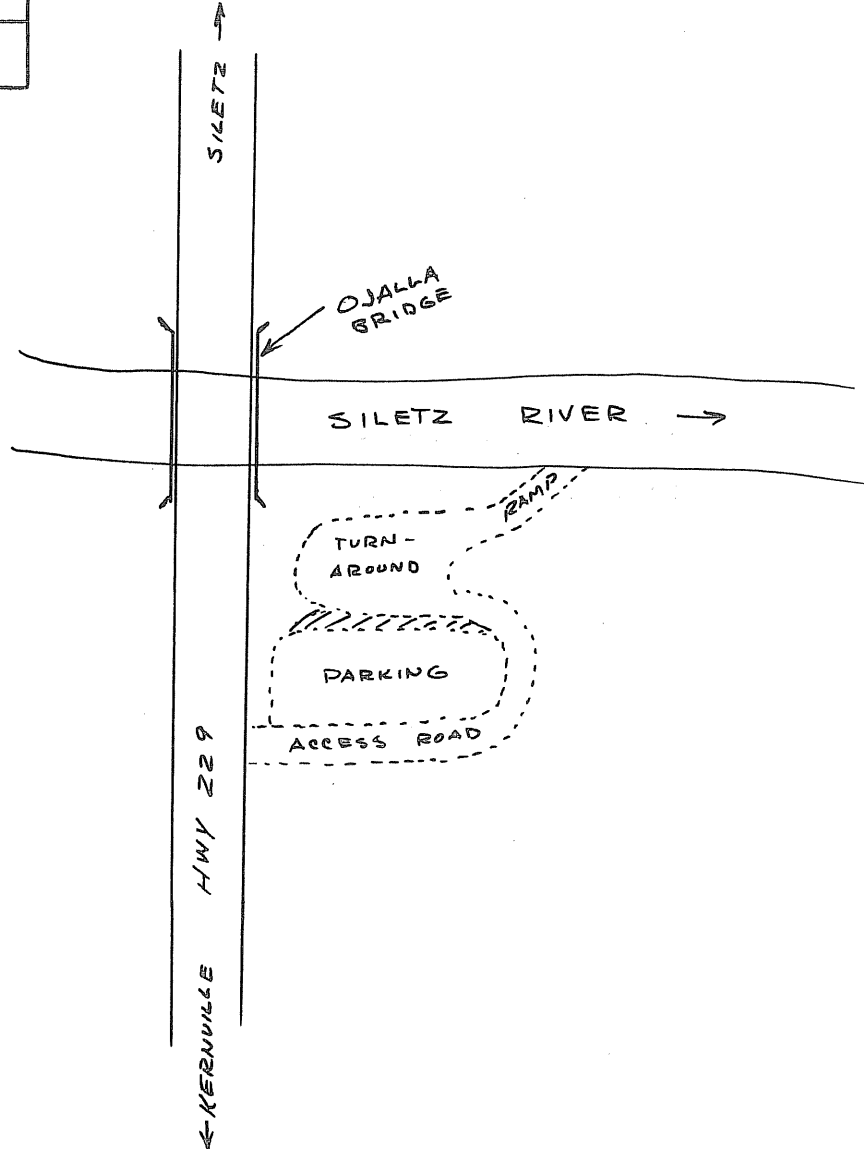 SILETZ
OJALLA
BRIDGE
SILETZ RIVER
RAMP
TURN-
AROUND
PARKING
ACCESS ROAD
KERNVILLE HWY 229